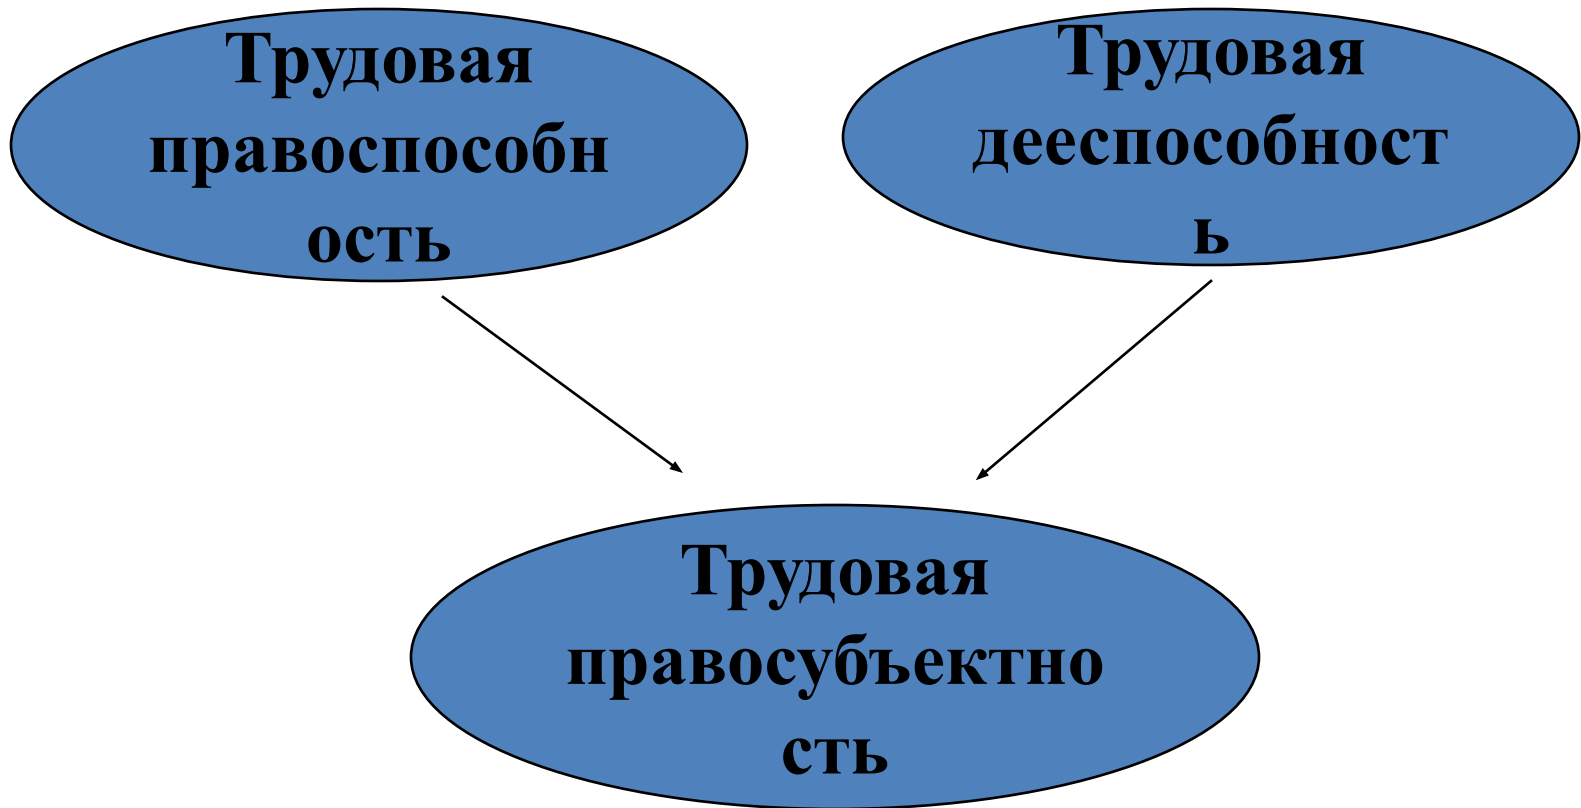 Трудовая
правоспособн
ость
Трудовая
дееспособност
ь
Трудовая
правосубъектно
сть